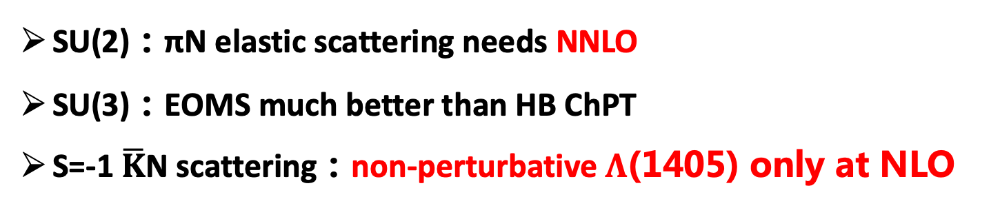 ➢ SU(2)：πN elastic scattering needs NNLO
➢ SU(3)：EOMS much better than HB ChPT
➢ S=-1 K̅N scattering：non-perturbative Λ(1405) only at NLO